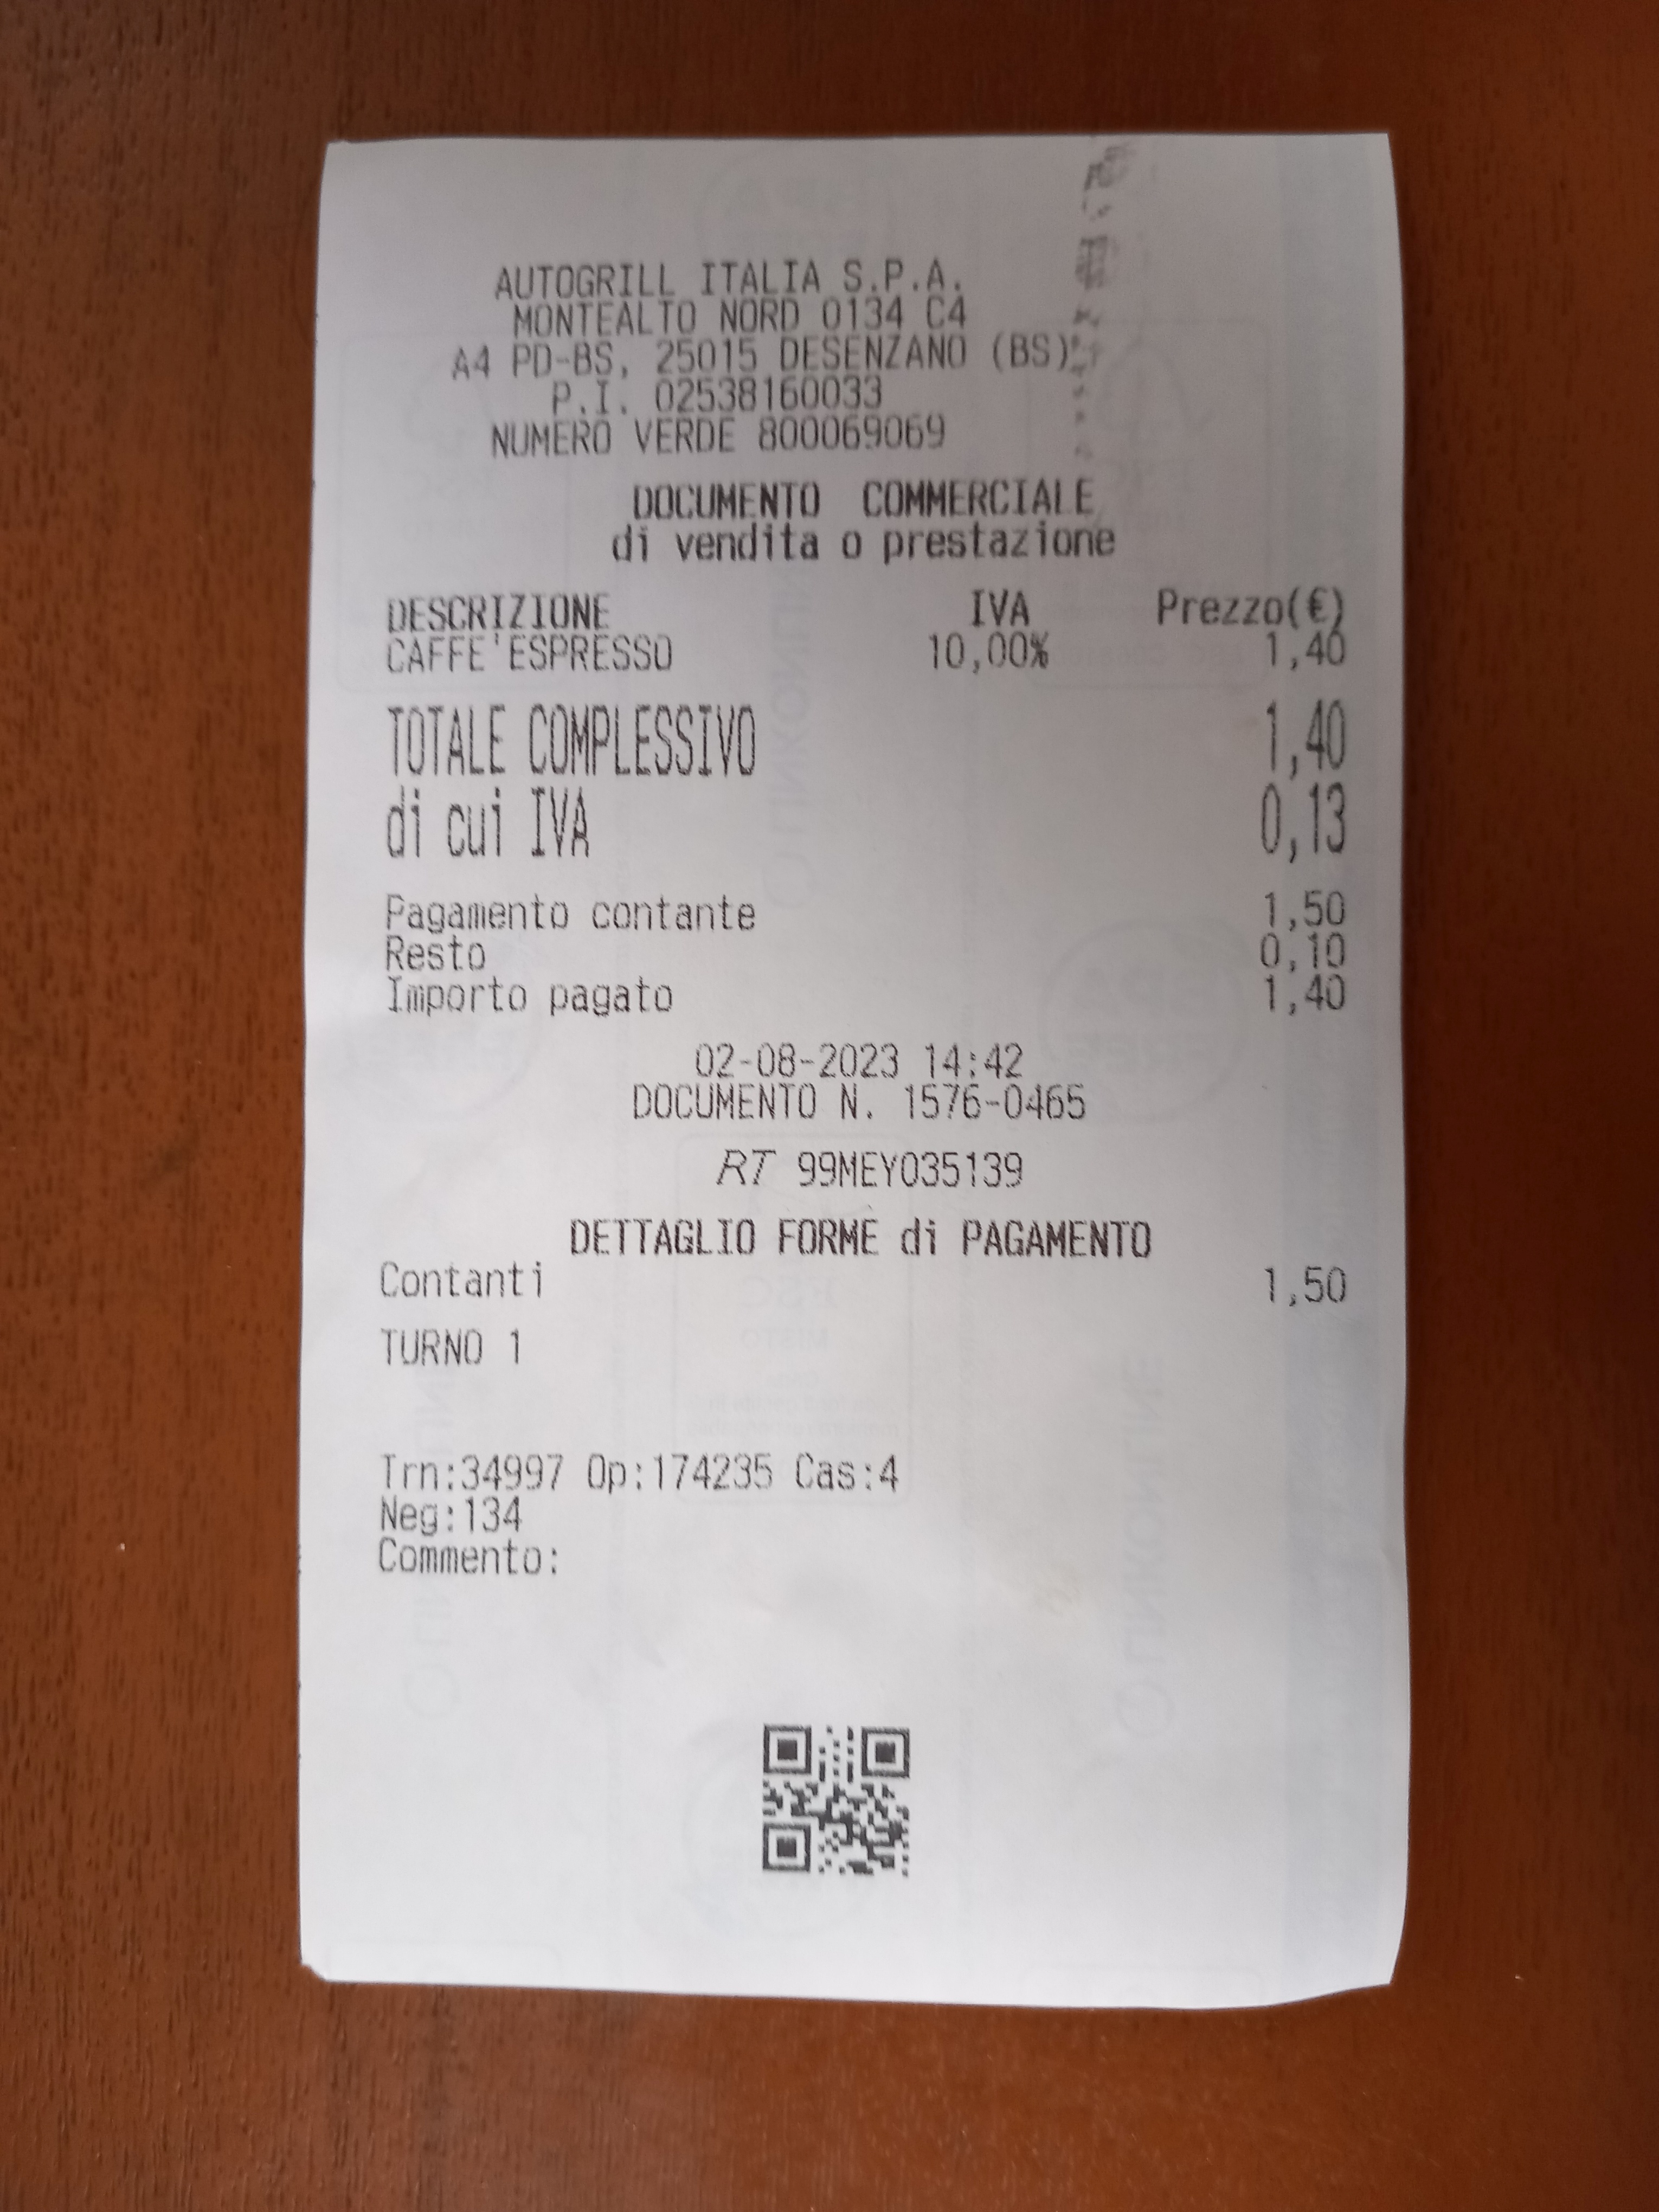 AUTOGRILL ITALIA S.P.A.
MONTEALTO NORD 0134 C4
A4 PD-BS, 25015 DESENZANO (BS)
P.I. 02538160033
NUMERO VERDE 800069069
DOCUMENTO COMMERCIALE
di vendita o prestazione
DESCRIZIONE IVA Prezzo(€)
CAFFE'ESPRESSO 10,00% 1,40
TOTALE COMPLESSIVO 1,40
di cui IVA 0,13
Pagamento contante 1,50
Resto 0,10
Importo pagato 1,40
02-08-2023 14:42
DOCUMENTO N. 1576-0465
RT 99MEY035139
DETTAGLIO FORME di PAGAMENTO
Contanti 1,50
TURNO 1
Trn:34997 Op:174235 Cas:4
Neg:134
Commento: